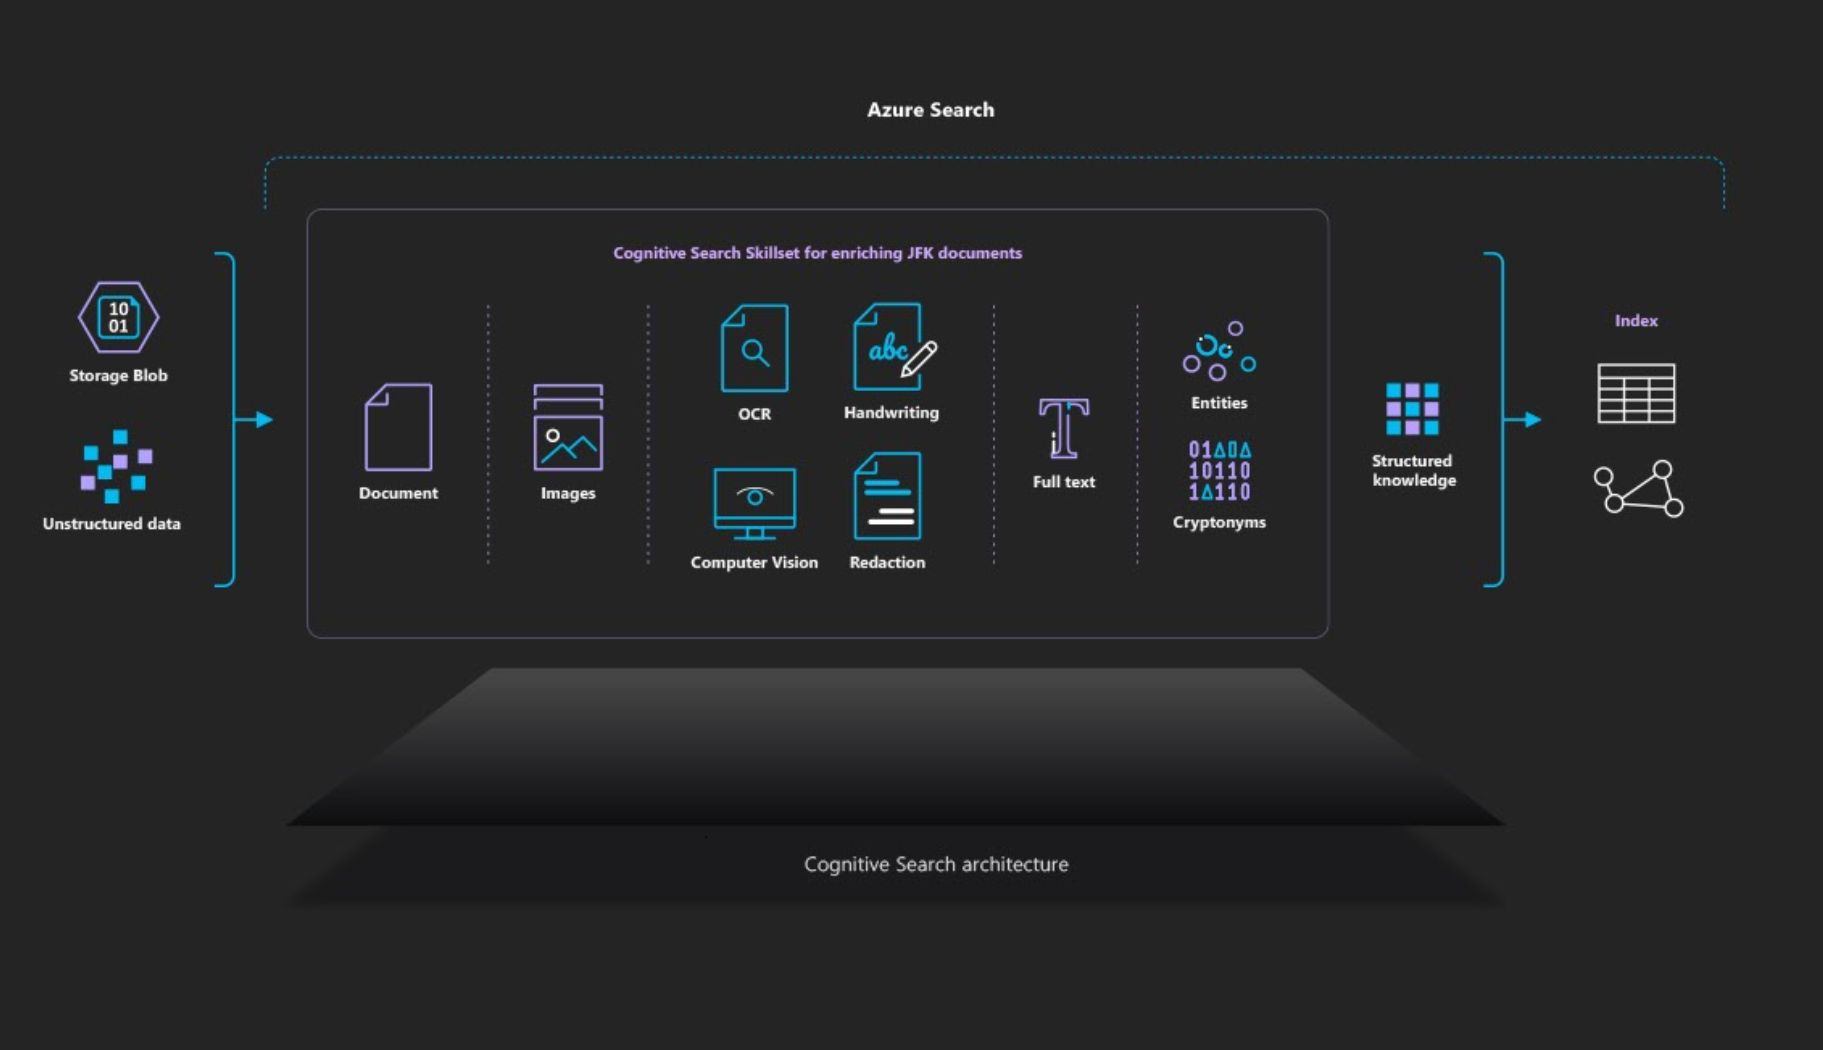 Azure Search
Cognitive Search Skillset for enriching JFK documents
10
01
Storage Blob
Unstructured data
Document
Images
OCR
abc
Handwriting
Computer Vision
Redaction
T
Full text
Entities
01Δ0Δ
10110
1Δ110
Cryptonyms
Structured
knowledge
Index
Cognitive Search architecture